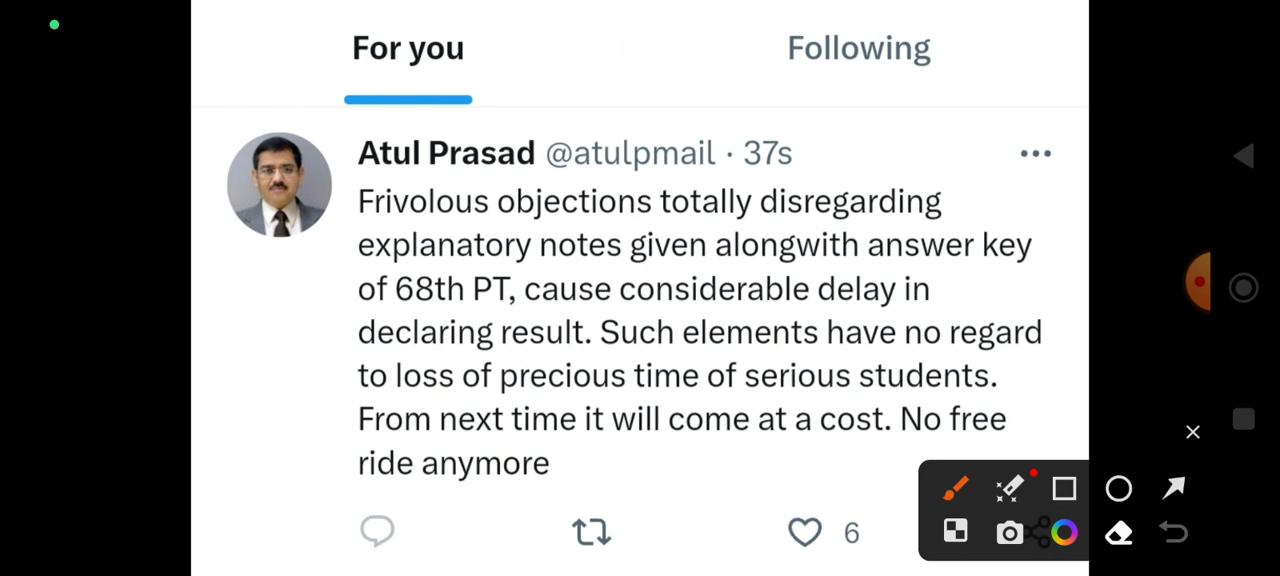 For you
Following
Atul Prasad @atulpmail · 37s
Frivolous objections totally disregarding
explanatory notes given alongwith answer key
of 68th PT, cause considerable delay in
declaring result. Such elements have no regard
to loss of precious time of serious students.
From next time it will come at a cost. No free
ride anymore
6